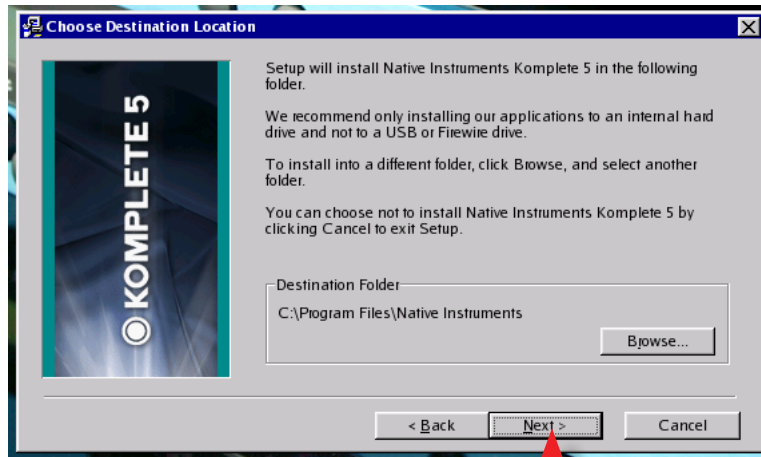 Choose Destination Location
KOMPLETE 5
Setup will install Native Instruments Komplete 5 in the following
folder.
We recommend only installing our applications to an internal hard
drive and not to a USB or Firewire drive.
To install into a different folder, click Browse, and select another
folder.
You can choose not to install Native Instruments Komplete 5 by
clicking Cancel to exit Setup.
Destination Folder
C:\Program Files\Native Instruments
Browse...
< Back
Next >
Cancel